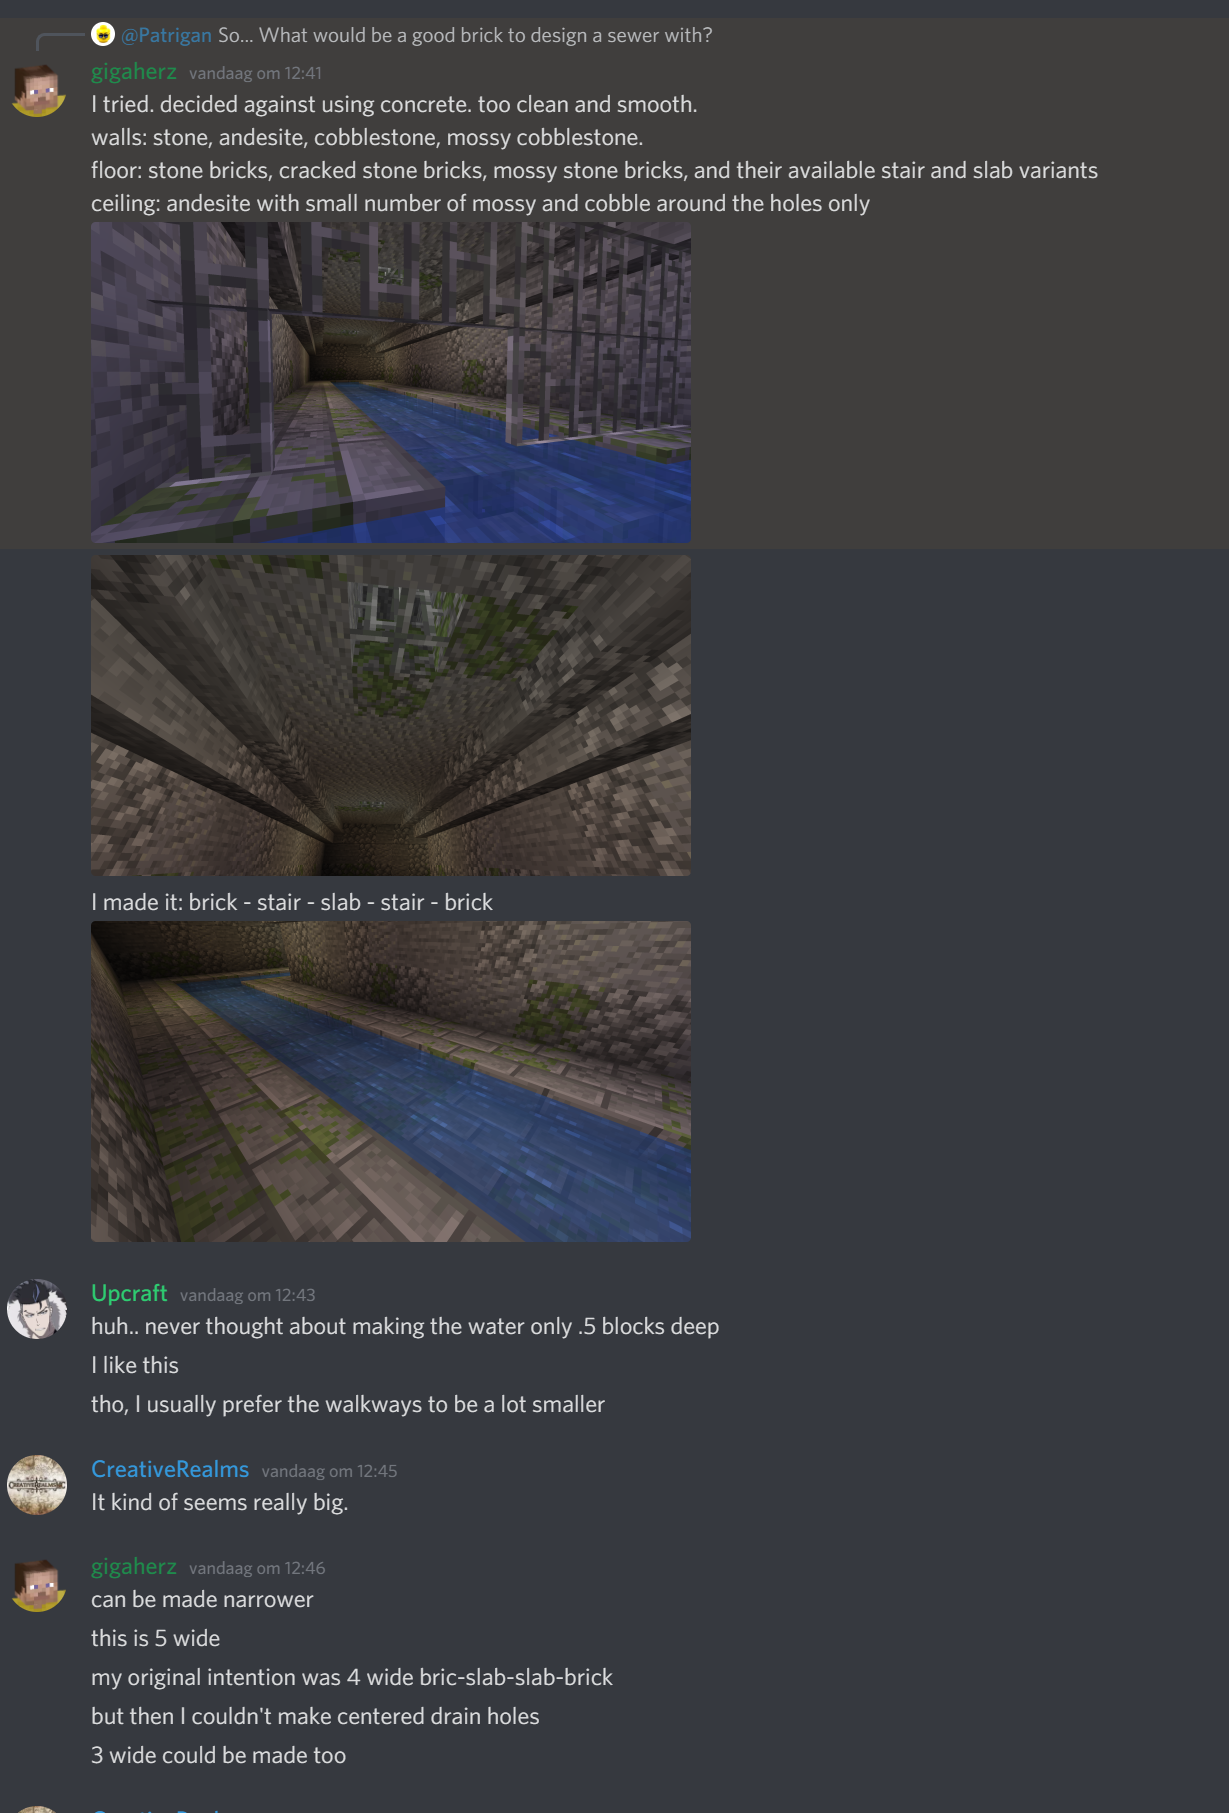 @Patrigan So... What would be a good brick to design a sewer with?
gigaherz vandaag om 12:41
I tried. decided against using concrete. too clean and smooth.
walls: stone, andesite, cobblestone, mossy cobblestone.
floor: stone bricks, cracked stone bricks, mossy stone bricks, and their available stair and slab variants
ceiling: andesite with small number of mossy and cobble around the holes only
I made it: brick - stair - slab - stair - brick
Upcraft vandaag om 12:43
huh.. never thought about making the water only .5 blocks deep
I like this
tho, I usually prefer the walkways to be a lot smaller
CreativeRealms vandaag om 12:45
It kind of seems really big.
gigaherz vandaag om 12:46
can be made narrower
this is 5 wide
my original intention was 4 wide bric-slab-slab-brick
but then I couldn't make centered drain holes
3 wide could be made too